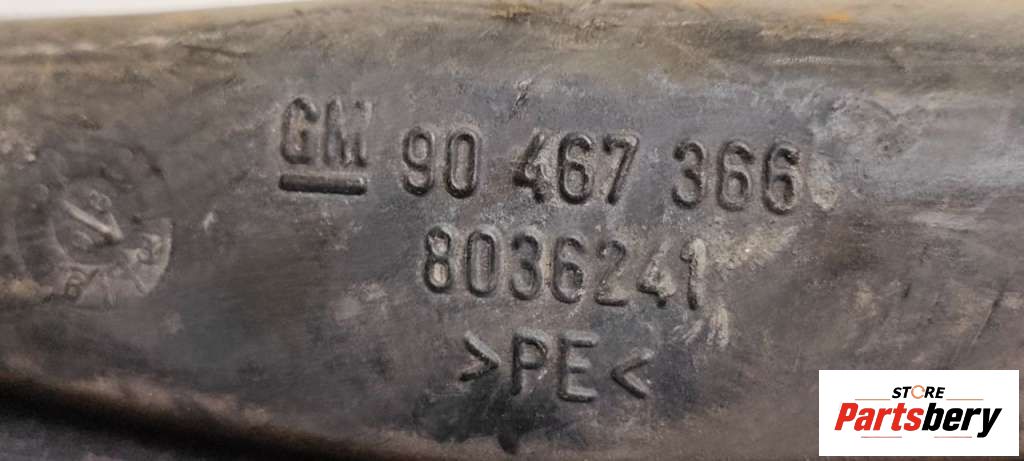 GM 90 467 366
8036241
>PE<
STORE
Partsbery